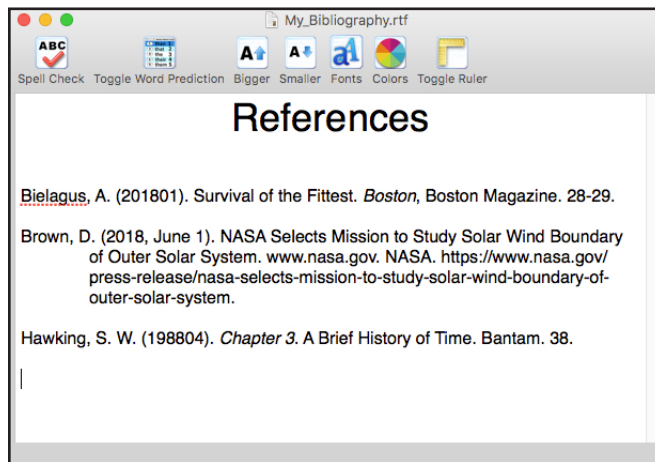 My_Bibliography.rtf
ABC
Spell Check Toggle Word Prediction Bigger Smaller Fonts Colors Toggle Ruler
References
Bielagus, A. (201801). Survival of the Fittest. Boston, Boston Magazine. 28-29.
Brown, D. (2018, June 1). NASA Selects Mission to Study Solar Wind Boundary
of Outer Solar System. www.nasa.gov. NASA. https://www.nasa.gov/
press-release/nasa-selects-mission-to-study-solar-wind-boundary-of-
outer-solar-system.
Hawking, S. W. (198804). Chapter 3. A Brief History of Time. Bantam. 38.